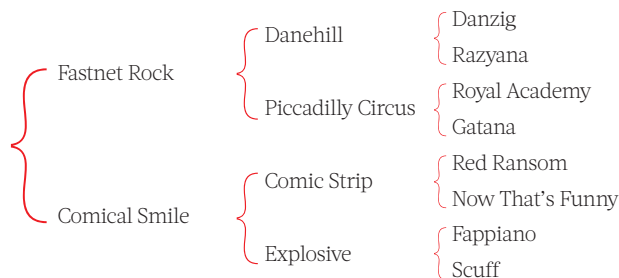 Danzig
Danehill
Razyana
Fastnet Rock
Royal Academy
Piccadilly Circus
Gatana
Red Ransom
Comic Strip
Now That's Funny
Comical Smile
Fappiano
Explosive
Scuff